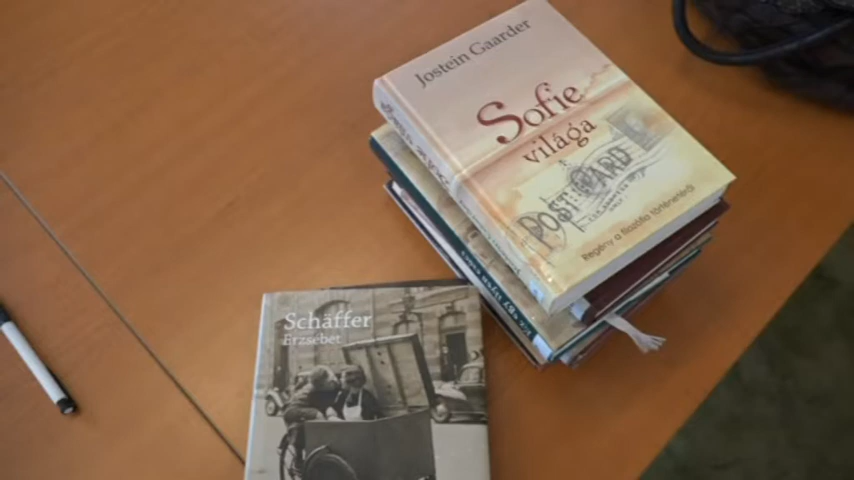 Jostein Gaarder
Sofie
világa
POST CARD
Regény a filozófia történetéről
Schäffer
Erzsébet